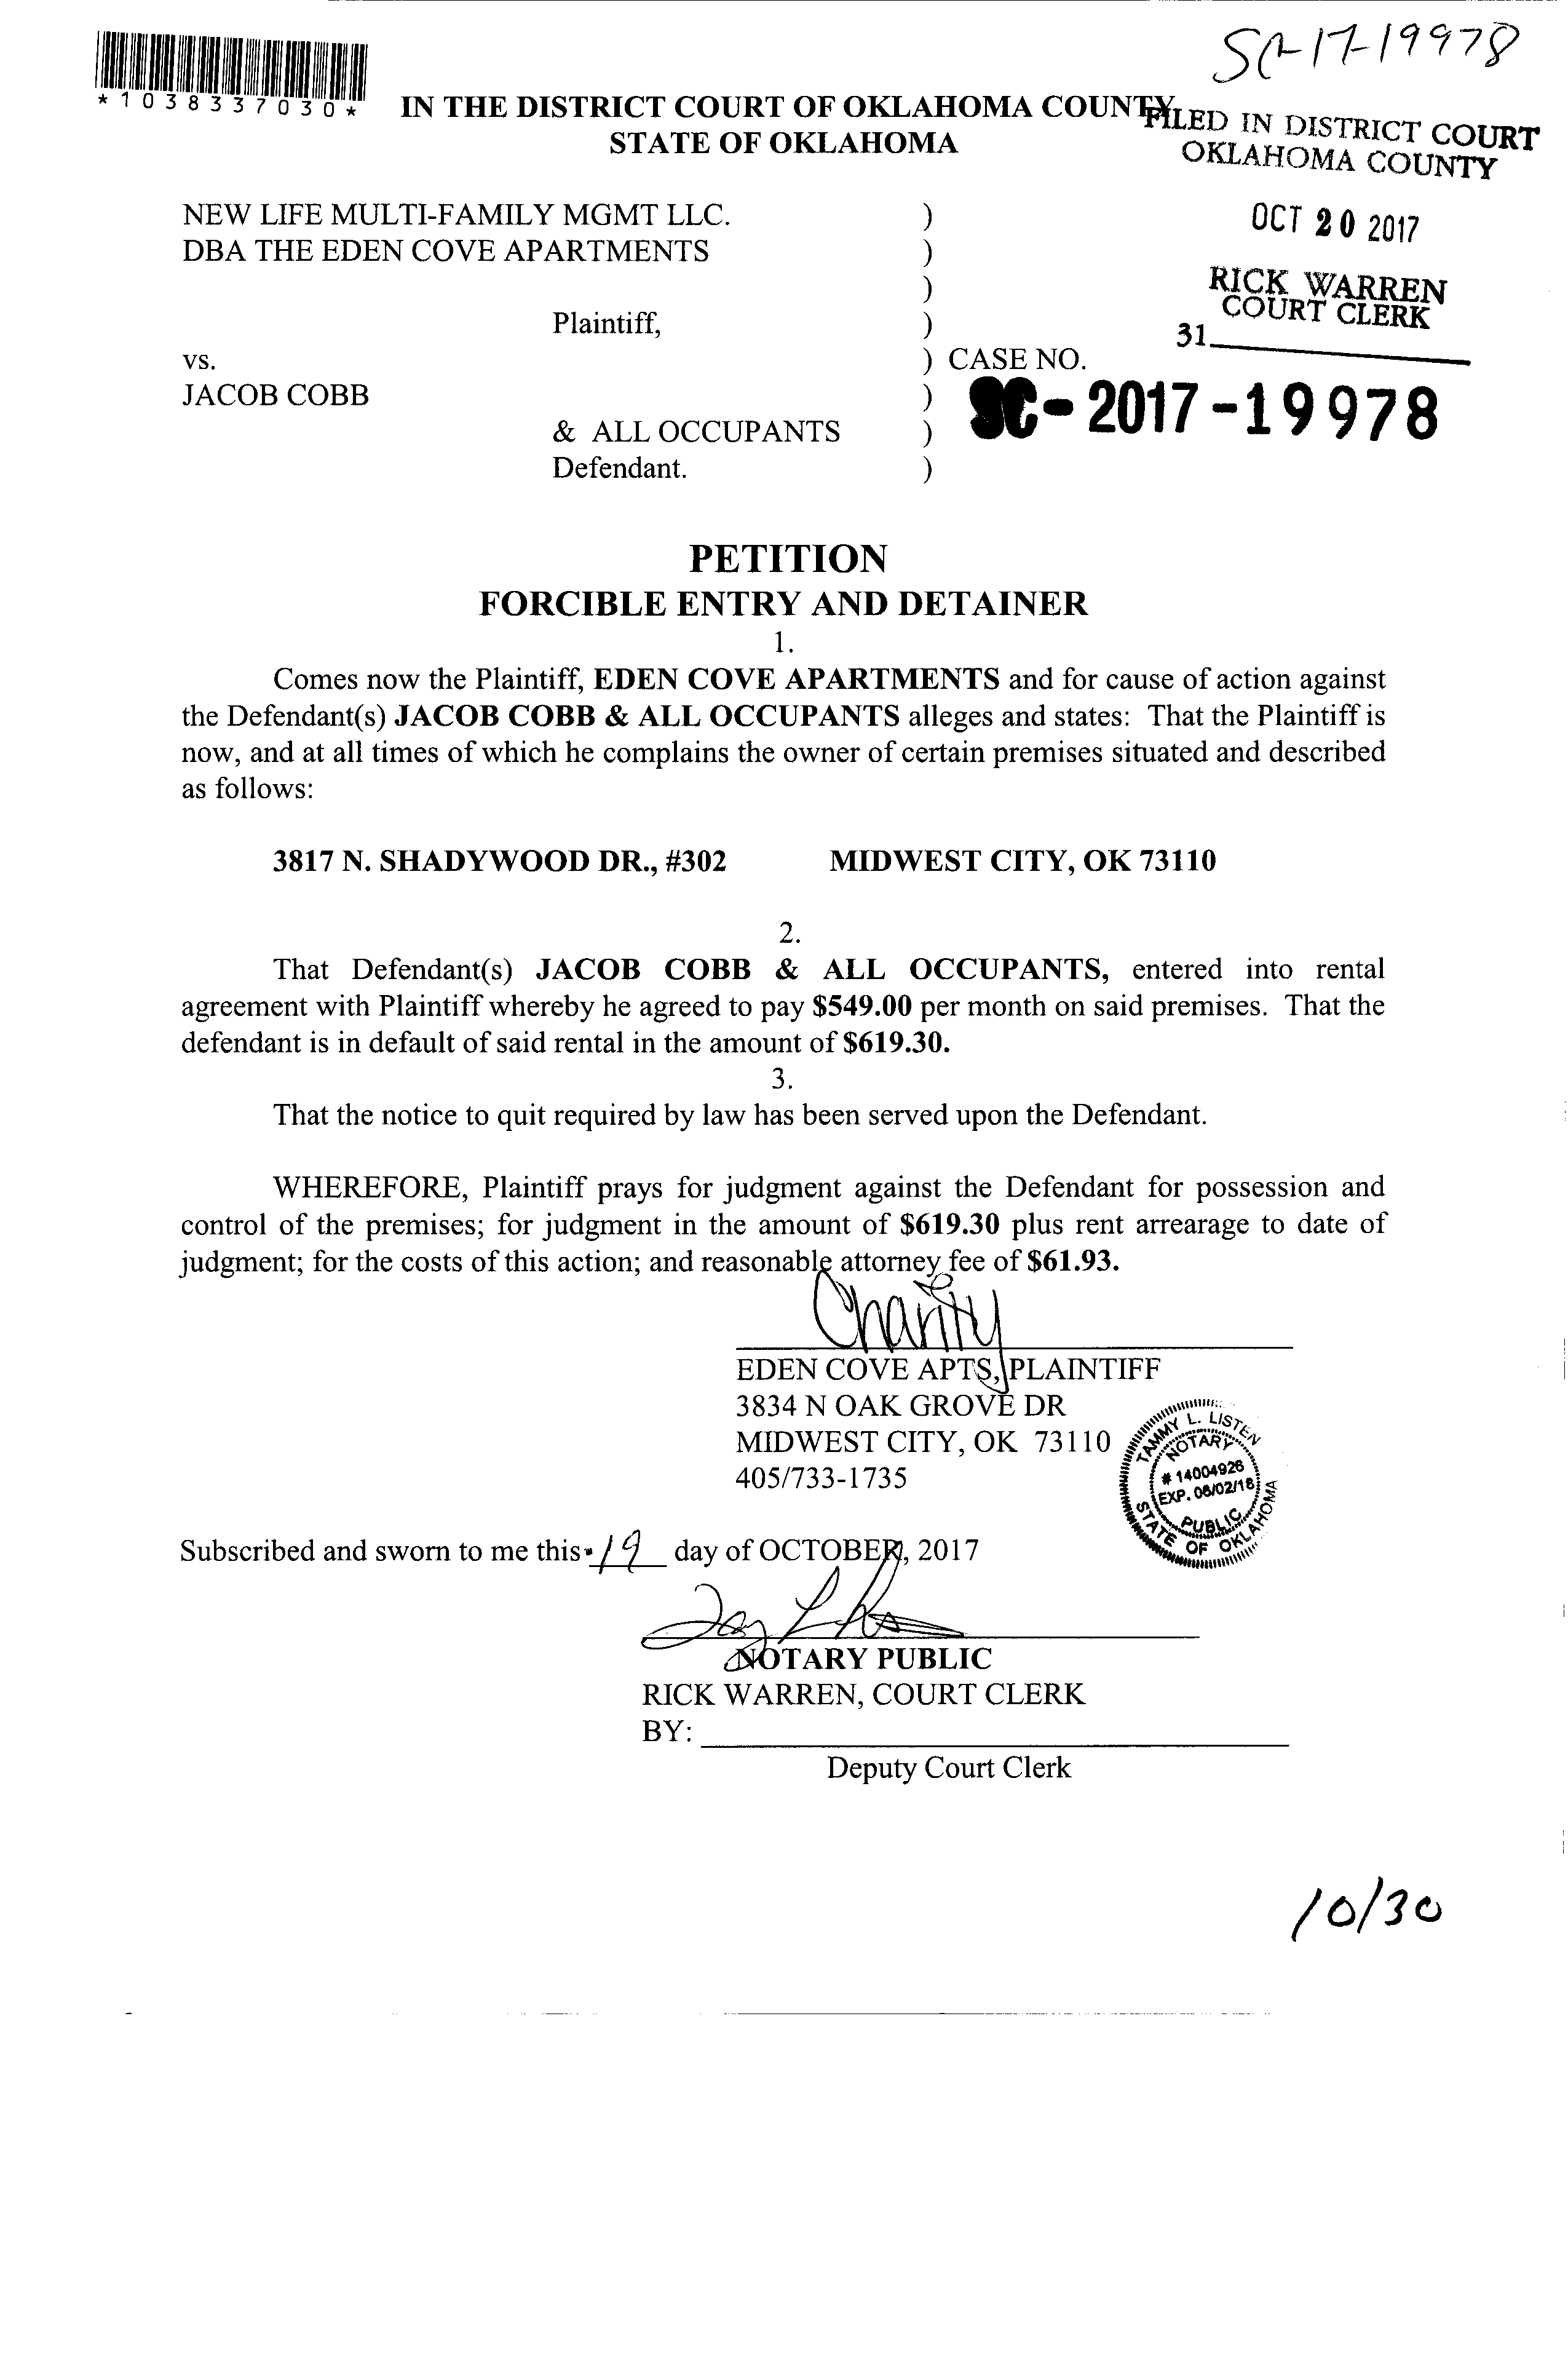 SC-17-19978
*1038337030*
IN THE DISTRICT COURT OF OKLAHOMA COUNTY
STATE OF OKLAHOMA
FILED IN DISTRICT COURT
OKLAHOMA COUNTY
OCT 20 2017
RICK WARREN
COURT CLERK
31
NEW LIFE MULTI-FAMILY MGMT LLC. )
DBA THE EDEN COVE APARTMENTS )
)
Plaintiff, )
vs. ) CASE NO.
JACOB COBB ) SC-2017-19978
& ALL OCCUPANTS )
Defendant. )
PETITION
FORCIBLE ENTRY AND DETAINER
1.
Comes now the Plaintiff, EDEN COVE APARTMENTS and for cause of action against
the Defendant(s) JACOB COBB & ALL OCCUPANTS alleges and states: That the Plaintiff is
now, and at all times of which he complains the owner of certain premises situated and described
as follows:
3817 N. SHADYWOOD DR., #302 MIDWEST CITY, OK 73110
2.
That Defendant(s) JACOB COBB & ALL OCCUPANTS, entered into rental
agreement with Plaintiff whereby he agreed to pay $549.00 per month on said premises. That the
defendant is in default of said rental in the amount of $619.30.
3.
That the notice to quit required by law has been served upon the Defendant.
WHEREFORE, Plaintiff prays for judgment against the Defendant for possession and
control of the premises; for judgment in the amount of $619.30 plus rent arrearage to date of
judgment; for the costs of this action; and reasonable attorney fee of $61.93.
Charity
EDEN COVE APTS, PLAINTIFF
3834 N OAK GROVE DR
MIDWEST CITY, OK 73110
405/733-1735
TAMMY L. LISTEN
NOTARY
# 14004926
EXP. 06/02/18
PUBLIC
STATE OF OKLAHOMA
Subscribed and sworn to me this 19 day of OCTOBER, 2017
NOTARY PUBLIC
RICK WARREN, COURT CLERK
BY:
Deputy Court Clerk
10/30